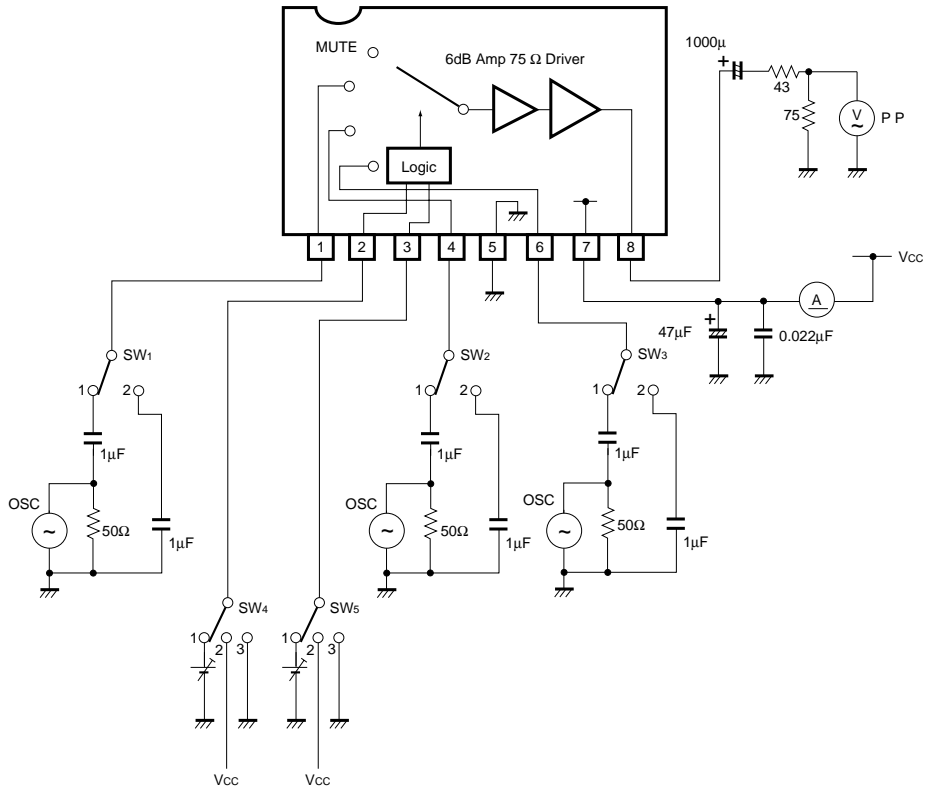 MUTE
6dB Amp 75 Ω Driver
Logic
1 2 3 4 5 6 7 8
1000µ
+
43
75
V
~
P P
VCC
A
47µF
+
0.022µF
SW1
1 2
1µF
OSC
~
50Ω
1µF
SW2
1 2
1µF
OSC
~
50Ω
1µF
SW3
1 2
1µF
OSC
~
50Ω
1µF
SW4
1 2 3
VCC
SW5
1 2 3
VCC